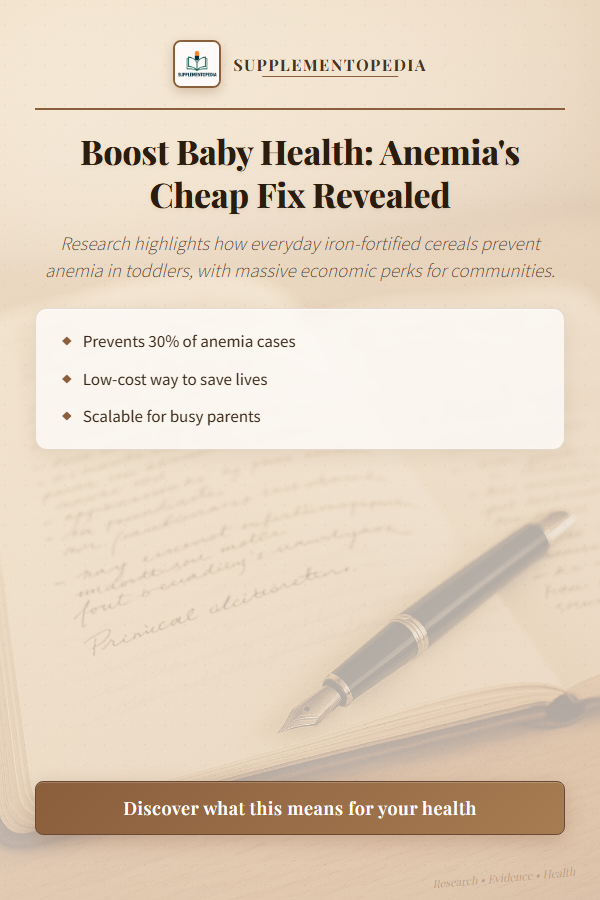 SUPPLEMENTOPEDIA
SUPPLEMENTOPEDIA
Boost Baby Health: Anemia's
Cheap Fix Revealed
Research highlights how everyday iron-fortified cereals prevent
anemia in toddlers, with massive economic perks for communities.
Prevents 30% of anemia cases
Low-cost way to save lives
Scalable for busy parents
Discover what this means for your health
Research • Evidence • Health